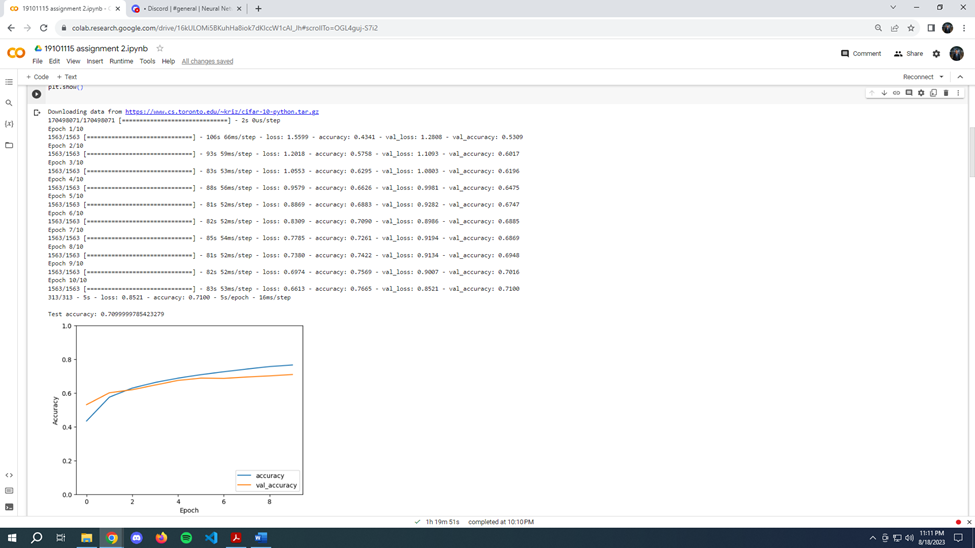 19101115 assignment 2.ipynb - Co
• Discord | #general | Neural Net
colab.research.google.com/drive/16kULOMi5BKuhHa8iok7dKIccW1cAI_Jh#scrollTo=OGL4guj-S7i2
19101115 assignment 2.ipynb
Comment
Share
File Edit View Insert Runtime Tools Help All changes saved
+ Code + Text
Reconnect
plt.show()
Downloading data from https://www.cs.toronto.edu/~kriz/cifar-10-python.tar.gz
170498071/170498071 [==============================] - 2s 0us/step
Epoch 1/10
1563/1563 [==============================] - 106s 66ms/step - loss: 1.5599 - accuracy: 0.4341 - val_loss: 1.2808 - val_accuracy: 0.5309
Epoch 2/10
1563/1563 [==============================] - 93s 59ms/step - loss: 1.2018 - accuracy: 0.5758 - val_loss: 1.1093 - val_accuracy: 0.6017
Epoch 3/10
1563/1563 [==============================] - 83s 53ms/step - loss: 1.0553 - accuracy: 0.6295 - val_loss: 1.0803 - val_accuracy: 0.6196
Epoch 4/10
1563/1563 [==============================] - 88s 56ms/step - loss: 0.9579 - accuracy: 0.6626 - val_loss: 0.9981 - val_accuracy: 0.6475
Epoch 5/10
1563/1563 [==============================] - 81s 52ms/step - loss: 0.8869 - accuracy: 0.6883 - val_loss: 0.9282 - val_accuracy: 0.6747
Epoch 6/10
1563/1563 [==============================] - 82s 52ms/step - loss: 0.8309 - accuracy: 0.7090 - val_loss: 0.8986 - val_accuracy: 0.6885
Epoch 7/10
1563/1563 [==============================] - 85s 54ms/step - loss: 0.7785 - accuracy: 0.7261 - val_loss: 0.9194 - val_accuracy: 0.6869
Epoch 8/10
1563/1563 [==============================] - 81s 52ms/step - loss: 0.7380 - accuracy: 0.7422 - val_loss: 0.9134 - val_accuracy: 0.6948
Epoch 9/10
1563/1563 [==============================] - 82s 52ms/step - loss: 0.6974 - accuracy: 0.7569 - val_loss: 0.9007 - val_accuracy: 0.7016
Epoch 10/10
1563/1563 [==============================] - 83s 53ms/step - loss: 0.6613 - accuracy: 0.7665 - val_loss: 0.8521 - val_accuracy: 0.7100
313/313 - 5s - loss: 0.8521 - accuracy: 0.7100 - 5s/epoch - 16ms/step
Test accuracy: 0.7099999785423279
1.0
0.8
0.6
0.4
0.2
0.0
Accuracy
accuracy
val_accuracy
0 2 4 6 8
Epoch
1h 19m 51s completed at 10:10 PM
11:11 PM
8/18/2023